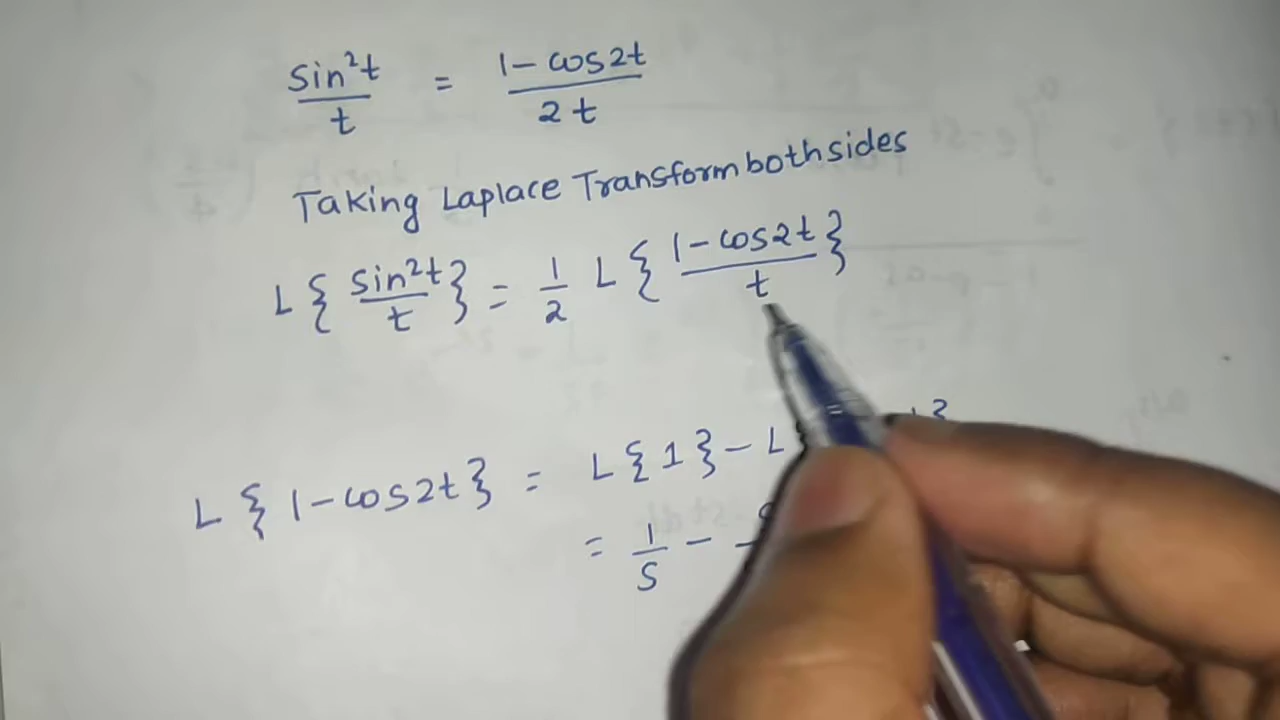 sin²t/t = 1-cos2t/2t
Taking Laplace Transform both sides
L{sin²t/t} = 1/2 L{1-cos2t/t}
L{1-cos2t} = L{1}-L
= 1/S -